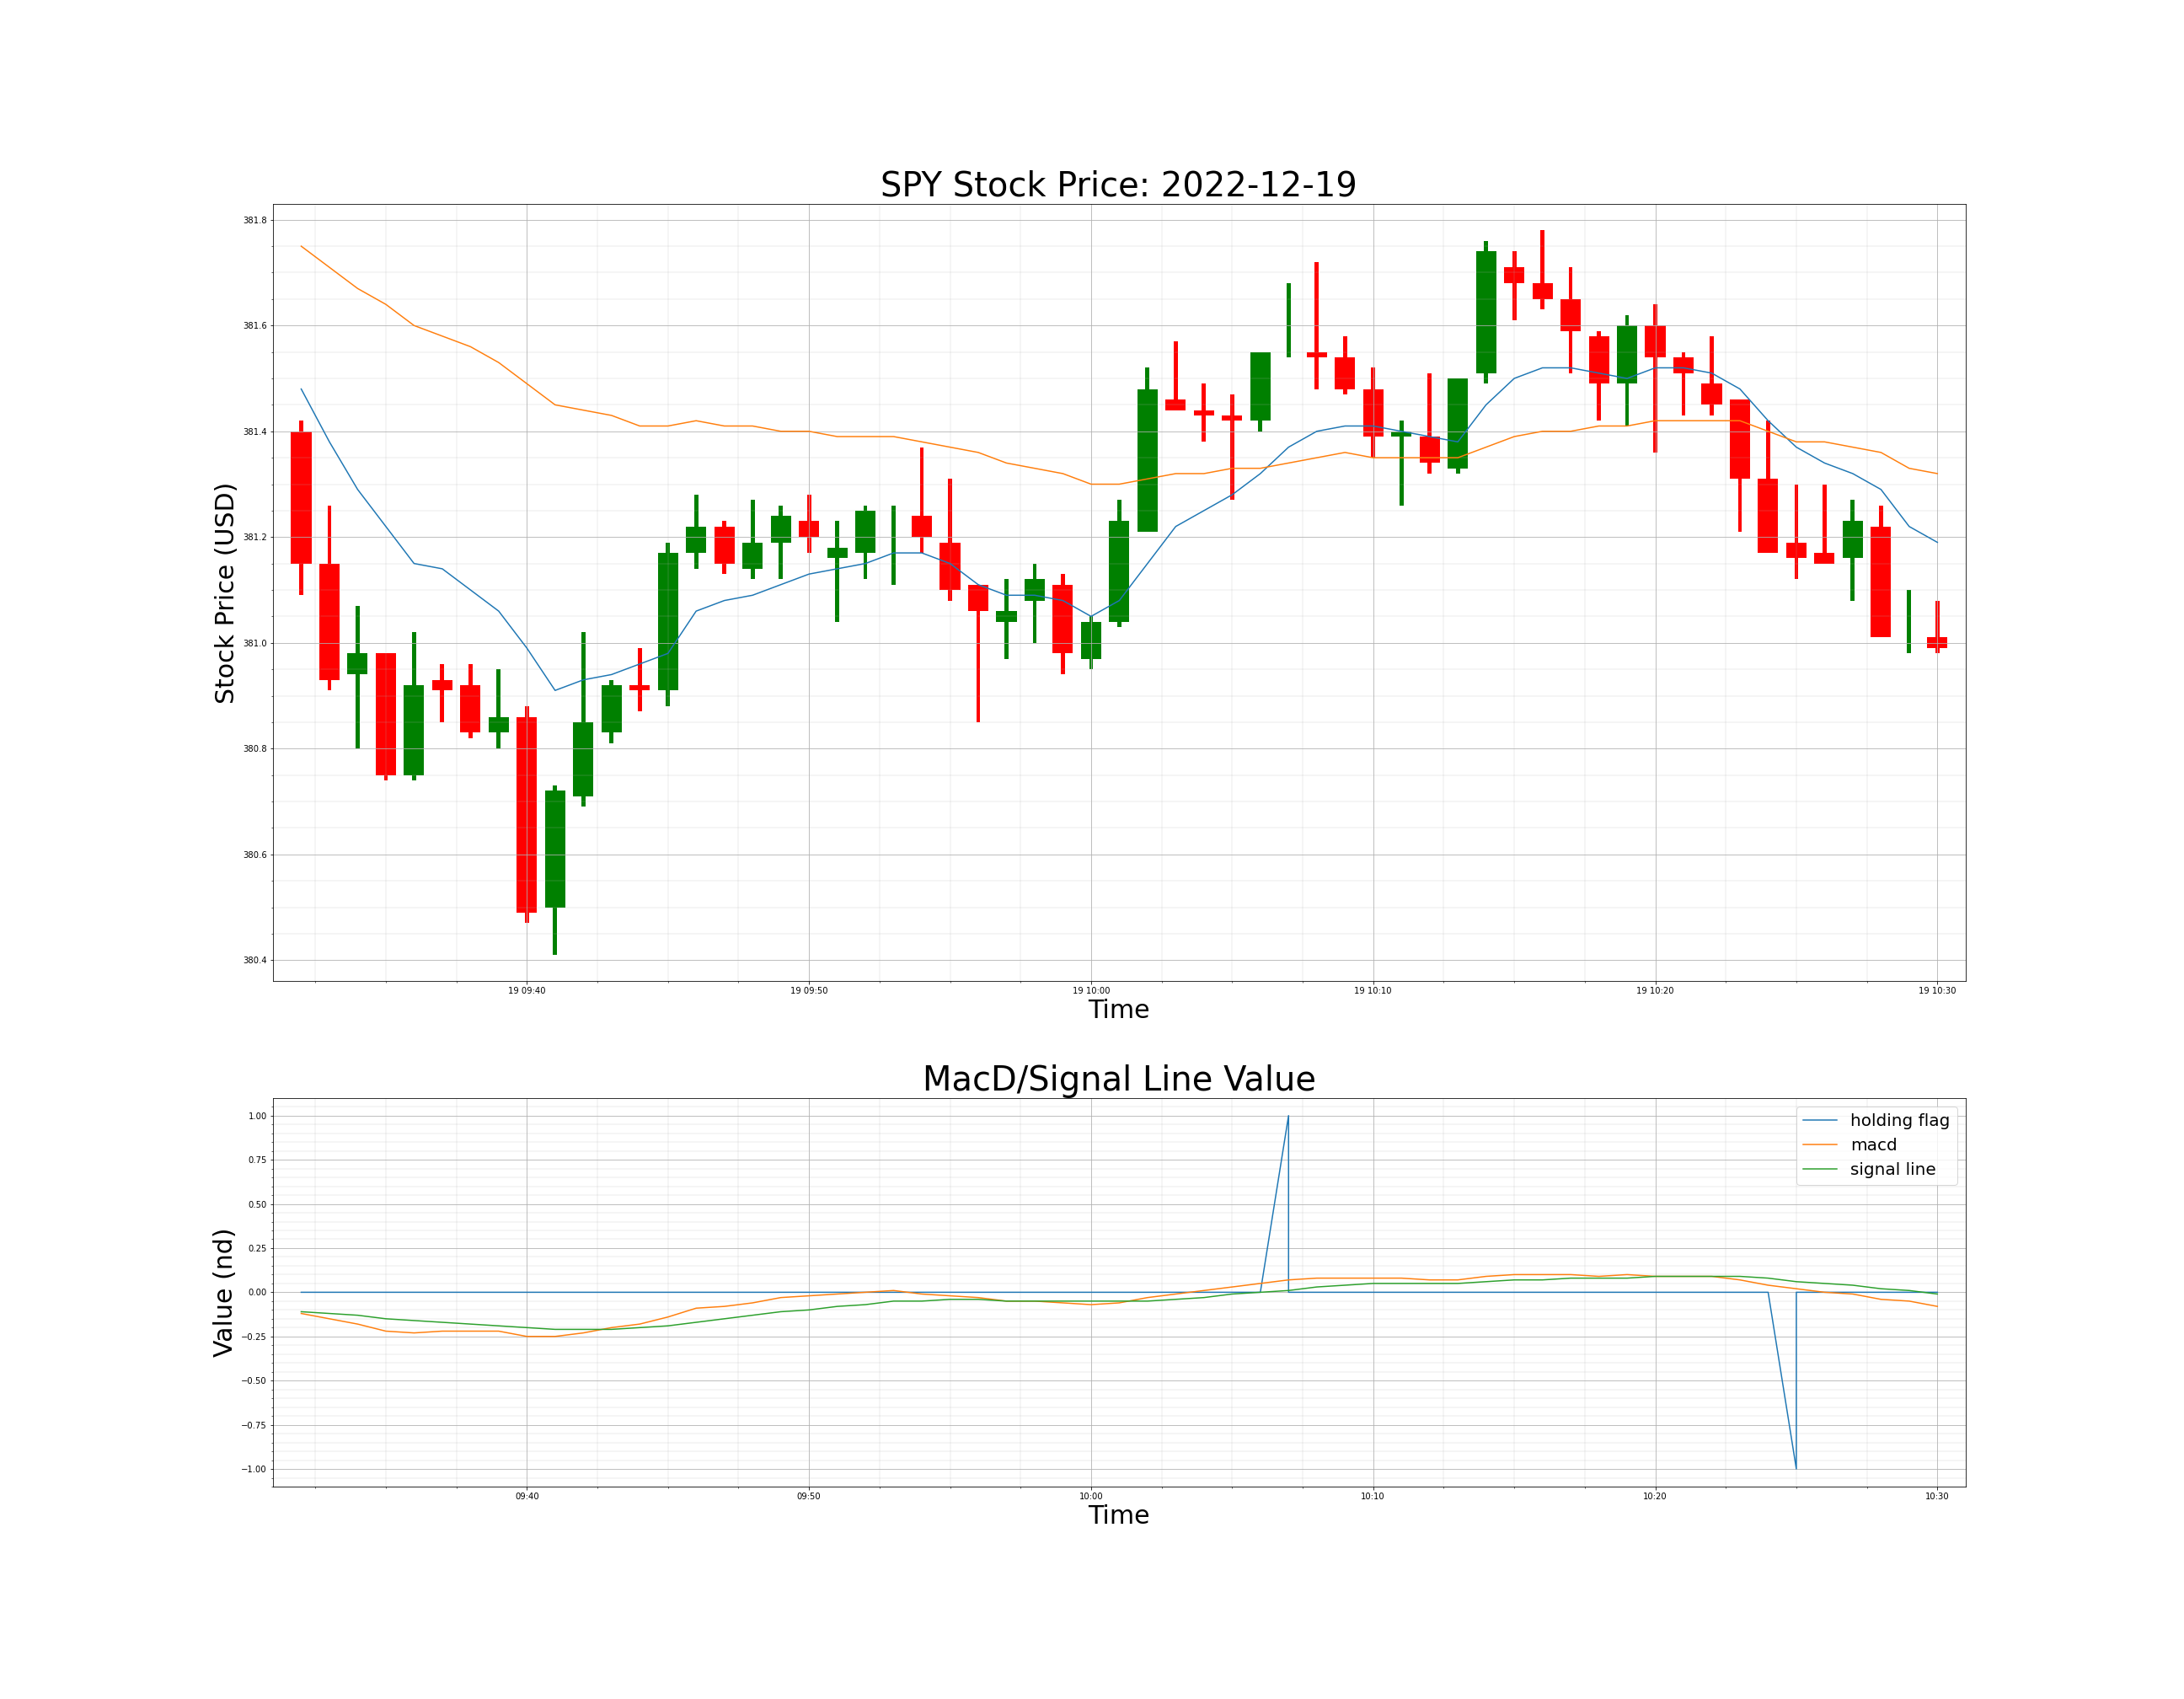 SPY Stock Price: 2022-12-19
381.8
381.6
381.4
381.2
381.0
380.8
380.6
380.4
Stock Price (USD)
19 09:40 19 09:50 19 10:00 19 10:10 19 10:20 19 10:30
Time
MacD/Signal Line Value
1.00
0.75
0.50
0.25
0.00
−0.25
−0.50
−0.75
−1.00
Value (nd)
holding flag
macd
signal line
09:40 09:50 10:00 10:10 10:20 10:30
Time